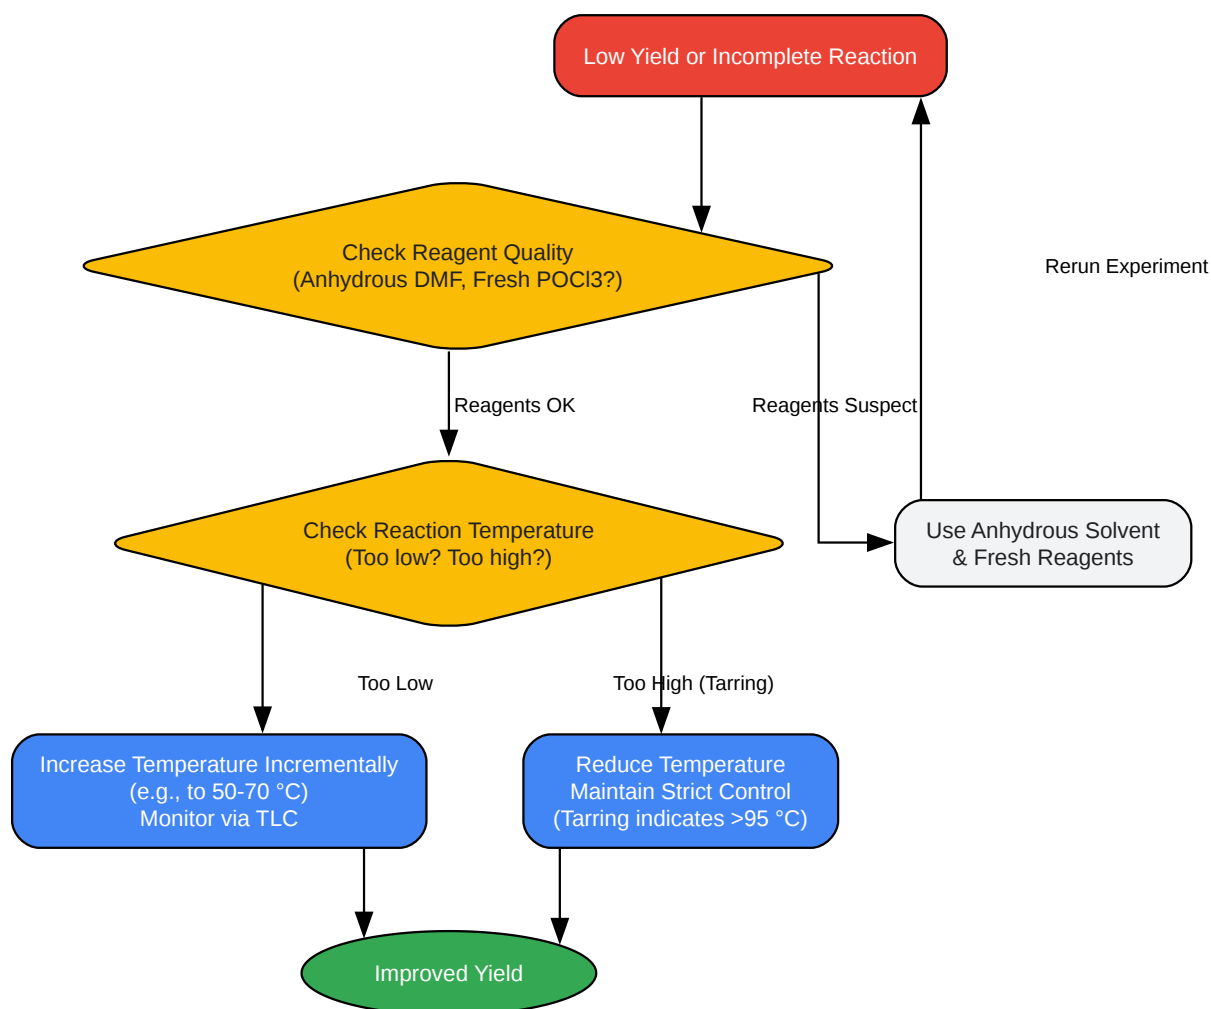 Low Yield or Incomplete Reaction
Check Reagent Quality
(Anhydrous DMF, Fresh POCl3?)
Rerun Experiment
Reagents OK
Reagents Suspect
Check Reaction Temperature
(Too low? Too high?)
Use Anhydrous Solvent
& Fresh Reagents
Too Low
Too High (Tarring)
Increase Temperature Incrementally
(e.g., to 50-70 °C)
Monitor via TLC
Reduce Temperature
Maintain Strict Control
(Tarring indicates >95 °C)
Improved Yield